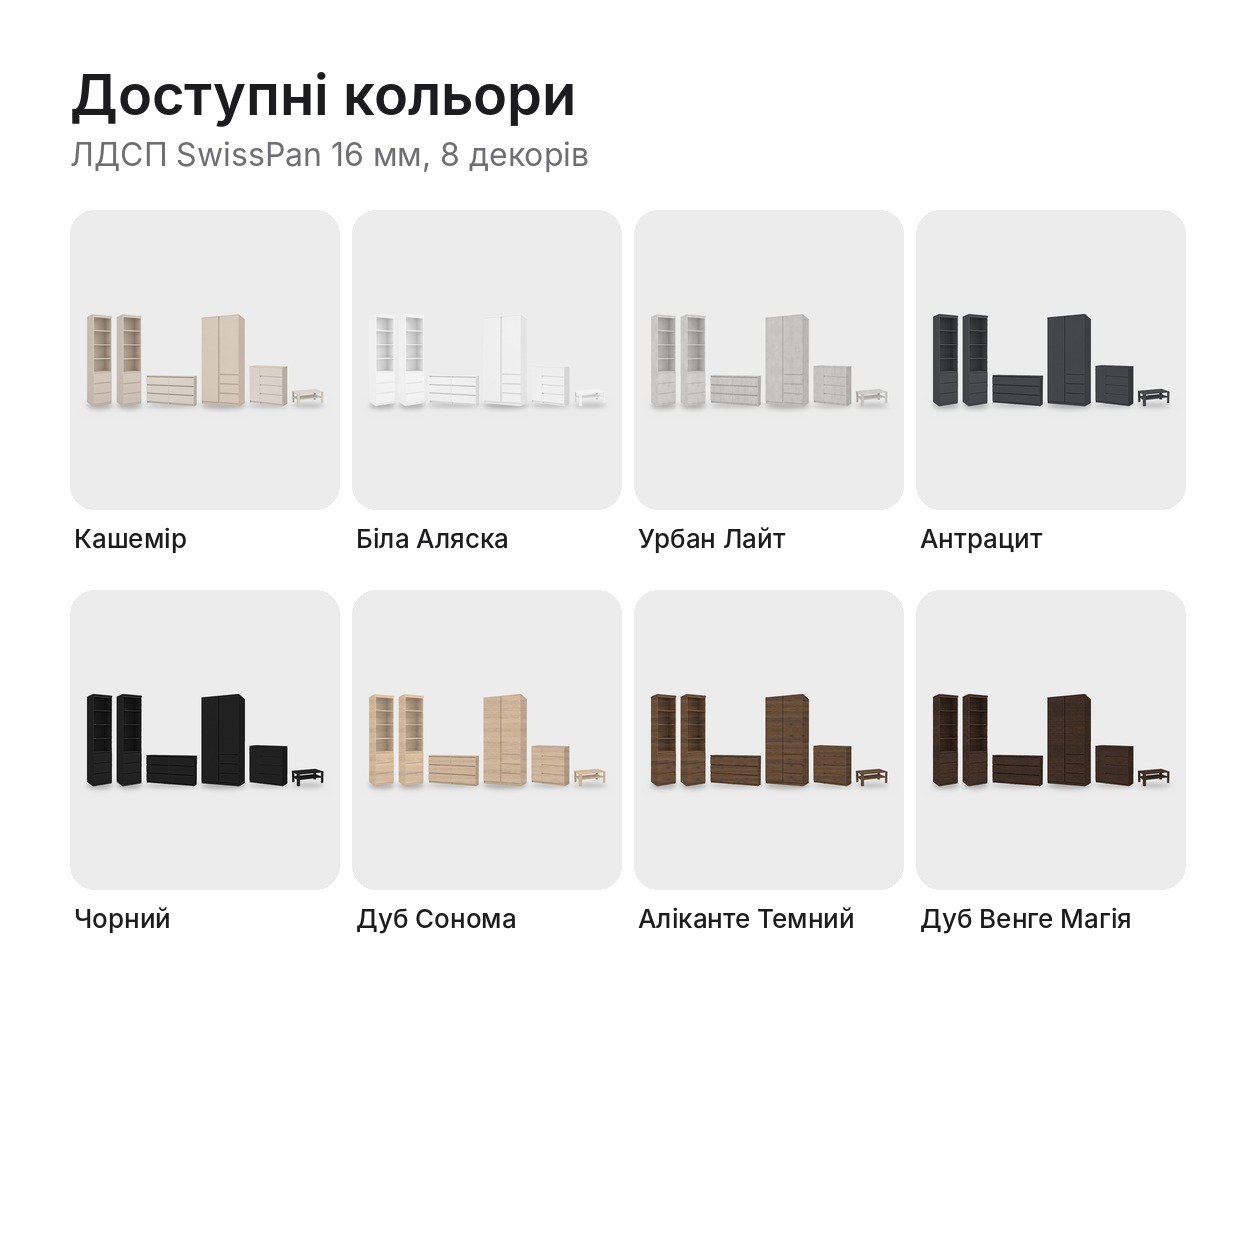 Доступні кольори
ЛДСП SwissPan 16 мм, 8 декорів
Кашемір
Біла Аляска
Урбан Лайт
Антрацит
Чорний
Дуб Сонома
Аліканте Темний
Дуб Венге Магія